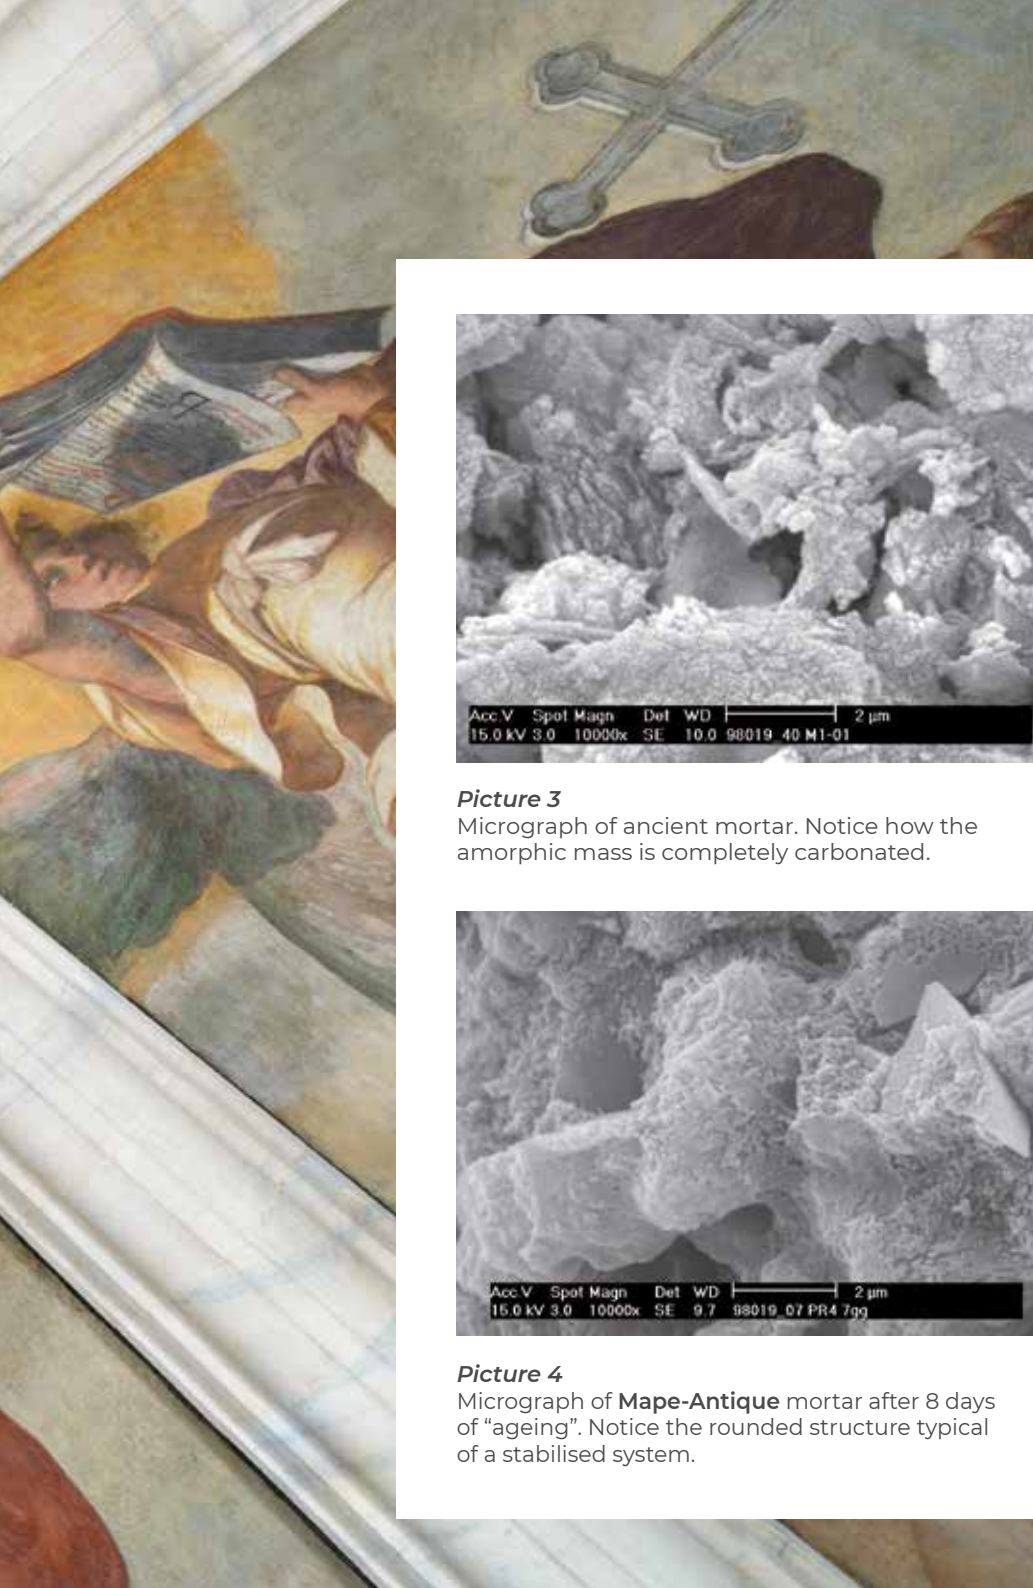 Acc.V Spot Magn Det WD 2 µm
15.0 kV 3.0 10000x SE 10.0 98019_40 M1-01
Picture 3
Micrograph of ancient mortar. Notice how the
amorphic mass is completely carbonated.
Acc.V Spot Magn Det WD 2 µm
15.0 kV 3.0 10000x SE 9.7 98019_07 PR4 7gg
Picture 4
Micrograph of Mape-Antique mortar after 8 days
of “ageing”. Notice the rounded structure typical
of a stabilised system.